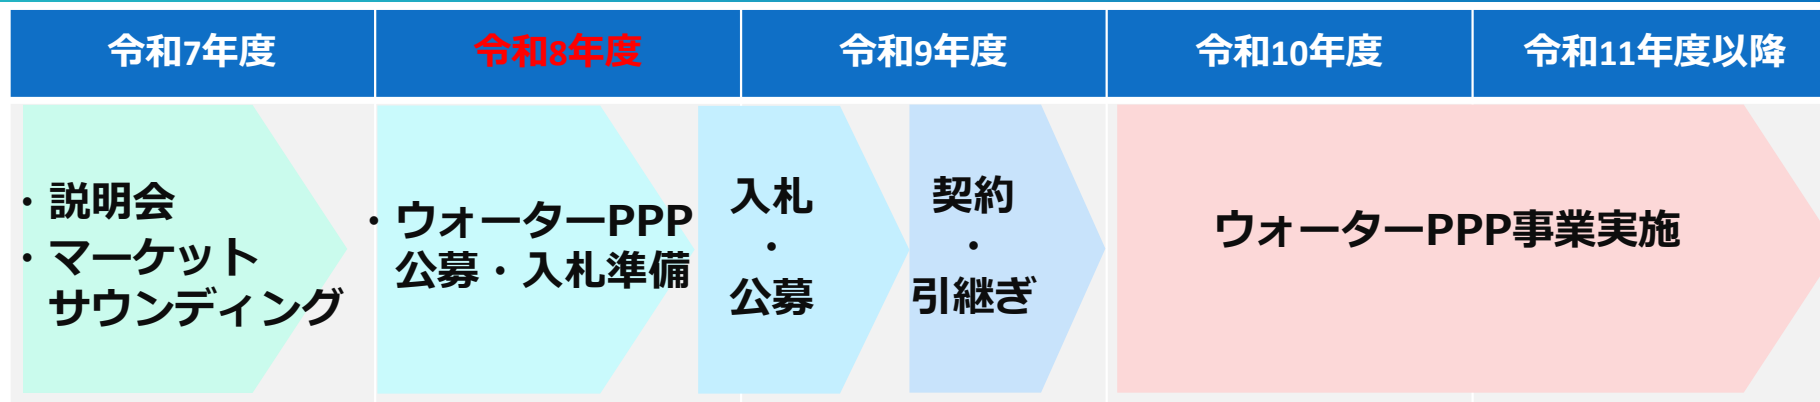 令和7年度
令和8年度
令和9年度
令和10年度
令和11年度以降
・説明会
・マーケット
サウンディング
・ウォーターPPP
公募・入札準備
入札
・
公募
契約
・
引継ぎ
ウォーターPPP事業実施